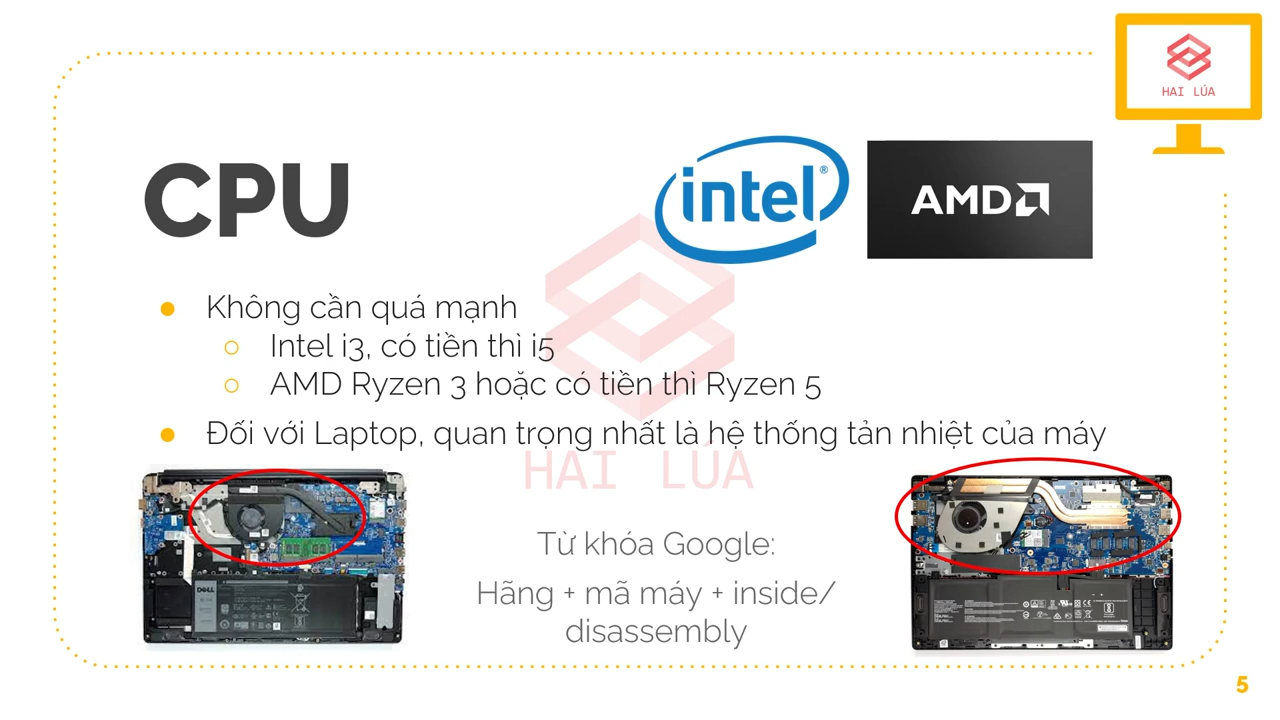 HAI LÚA
CPU
intel®
AMD
Không cần quá mạnh
Intel i3, có tiền thì i5
AMD Ryzen 3 hoặc có tiền thì Ryzen 5
Đối với Laptop, quan trọng nhất là hệ thống tản nhiệt của máy
HAI LÚA
Từ khóa Google:
Hãng + mã máy + inside/
disassembly
DELL
5